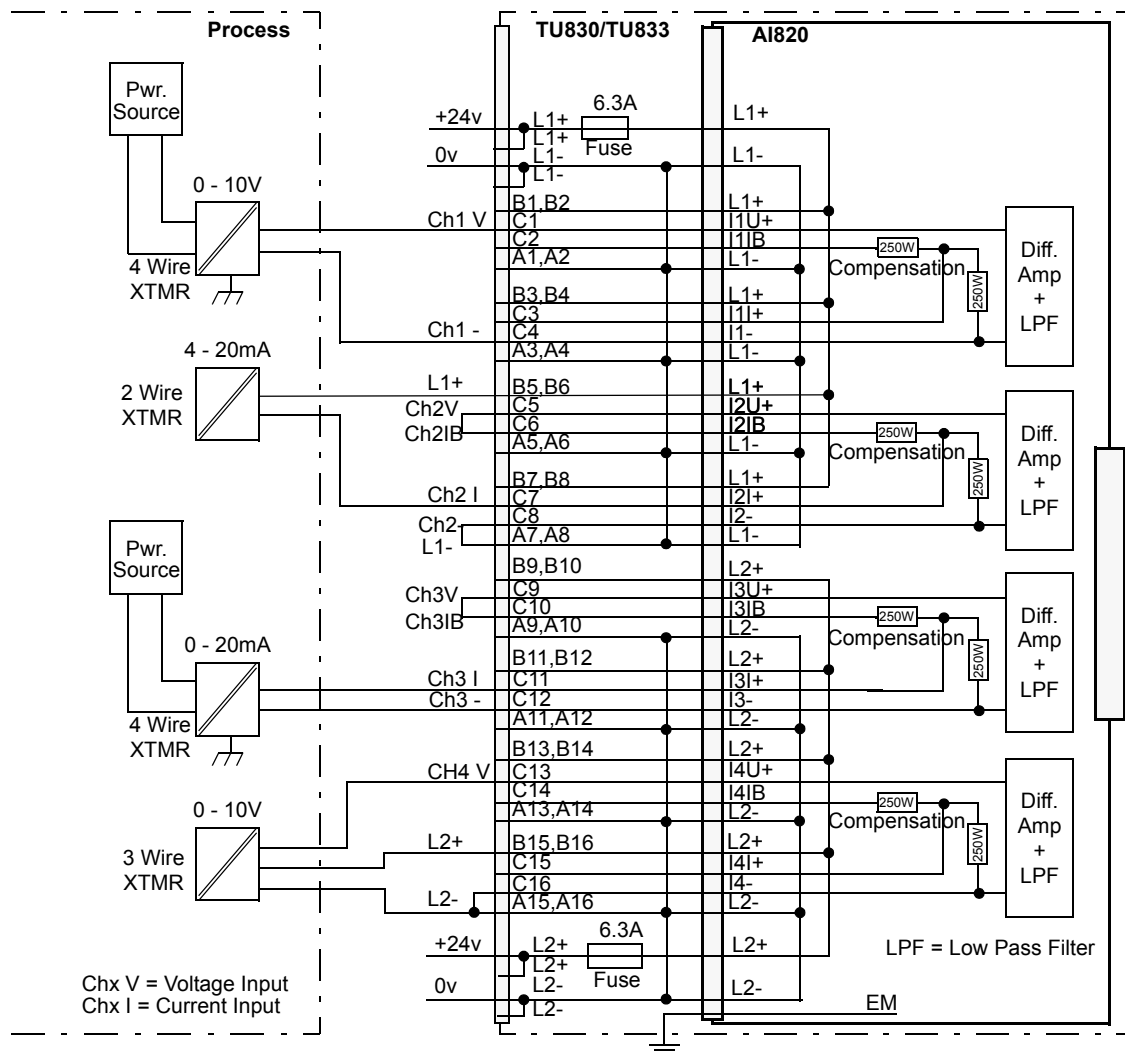 Process
TU830/TU833
AI820
Pwr.
Source
0 - 10V
4 Wire
XTMR
4 - 20mA
2 Wire
XTMR
Pwr.
Source
0 - 20mA
4 Wire
XTMR
0 - 10V
3 Wire
XTMR
Chx V = Voltage Input
Chx I = Current Input
+24v
0v
Ch1 V
Ch1 -
L1+
Ch2V
Ch2IB
Ch2 I
Ch2-
L1-
Ch3V
Ch3IB
Ch3 I
Ch3 -
CH4 V
L2+
L2-
+24v
0v
L1+
L1+
L1-
L1-
6.3A
Fuse
B1,B2
C1
C2
A1,A2
B3,B4
C3
C4
A3,A4
B5,B6
C5
C6
A5,A6
B7,B8
C7
C8
A7,A8
B9,B10
C9
C10
A9,A10
B11,B12
C11
C12
A11,A12
B13,B14
C13
C14
A13,A14
B15,B16
C15
C16
A15,A16
6.3A
Fuse
L2+
L2+
L2-
L2-
L1+
L1-
L1+
I1U+
I1IB
L1-
L1+
I1I+
I1-
L1-
L1+
I2U+
I2IB
L1-
L1+
I2I+
I2-
L1-
L2+
I3U+
I3IB
L2-
L2+
I3I+
I3-
L2-
L2+
I4U+
I4IB
L2-
L2+
I4I+
I4-
L2-
L2+
L2-
EM
250W
Compensation
250W
Diff.
Amp
+
LPF
250W
Compensation
250W
Diff.
Amp
+
LPF
250W
Compensation
250W
Diff.
Amp
+
LPF
250W
Compensation
250W
Diff.
Amp
+
LPF
LPF = Low Pass Filter